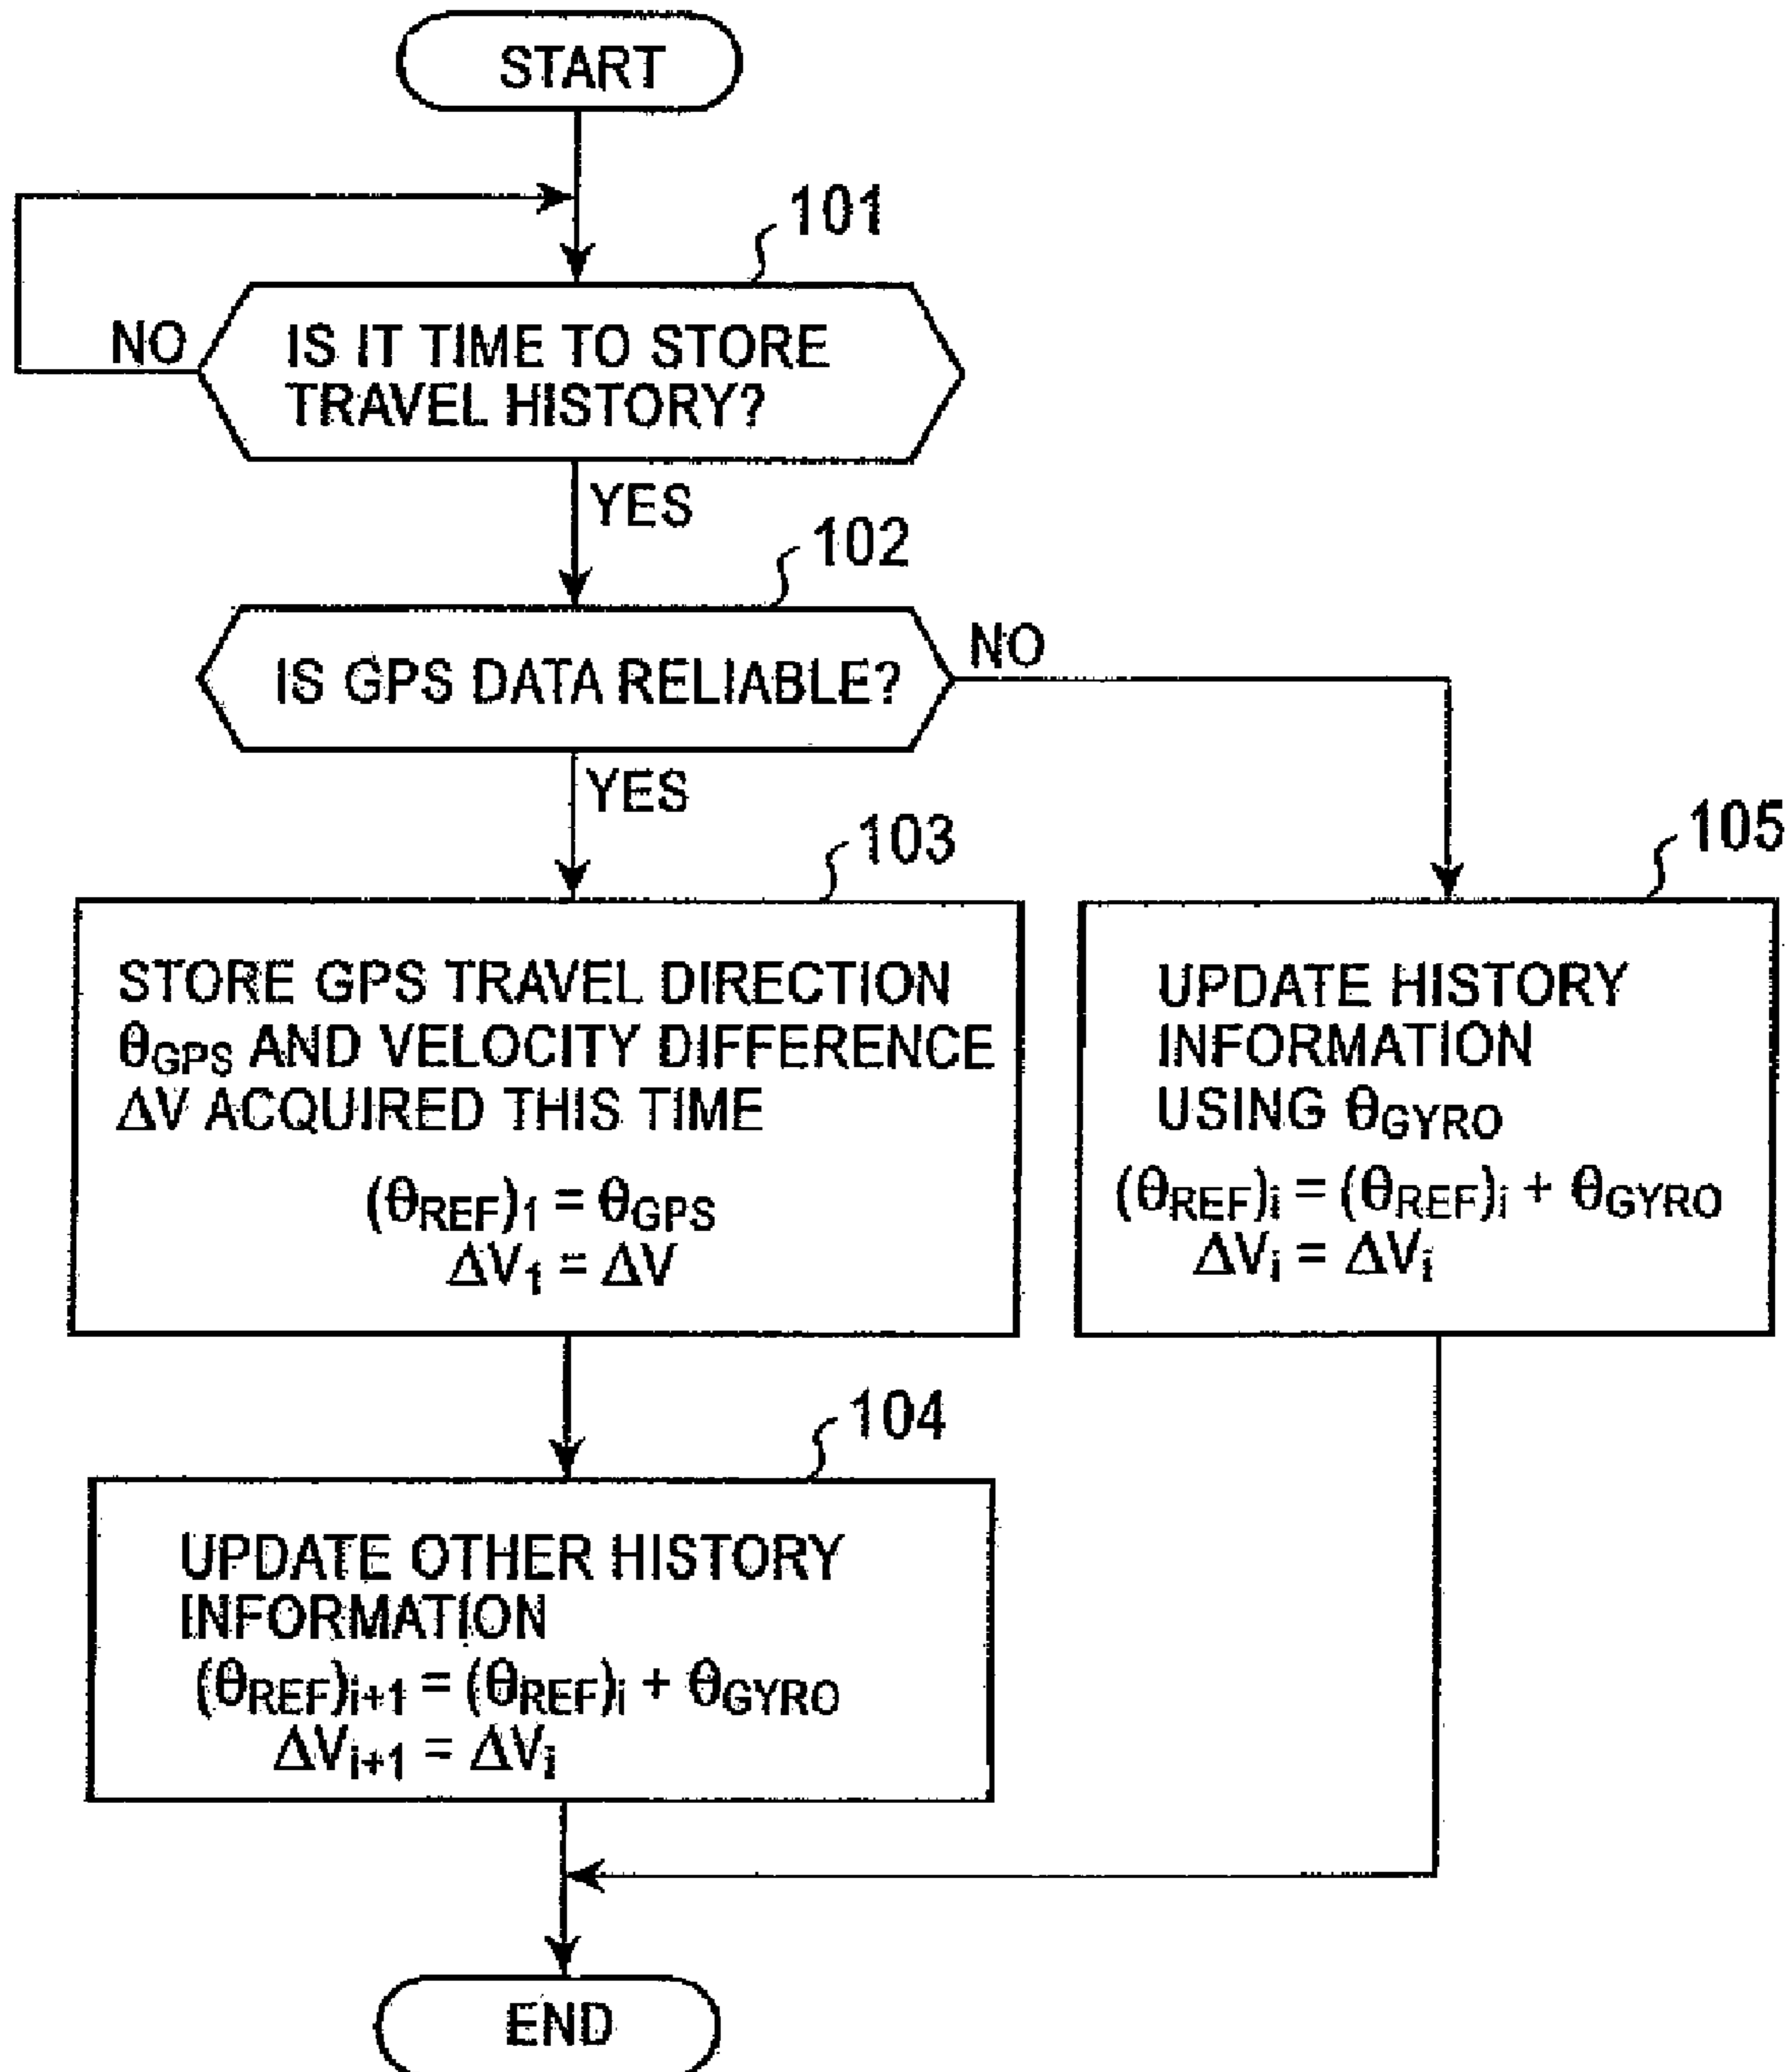 START
101
NO
IS IT TIME TO STORE
TRAVEL HISTORY?
YES
102
IS GPS DATA RELIABLE?
NO
YES
103
STORE GPS TRAVEL DIRECTION
θGPS AND VELOCITY DIFFERENCE
ΔV ACQUIRED THIS TIME
(θREF)1 = θGPS
ΔV1 = ΔV
105
UPDATE HISTORY
INFORMATION
USING θGYRO
(θREF)i = (θREF)i + θGYRO
ΔVi = ΔVi
104
UPDATE OTHER HISTORY
INFORMATION
(θREF)i+1 = (θREF)i + θGYRO
ΔVi+1 = ΔVi
END